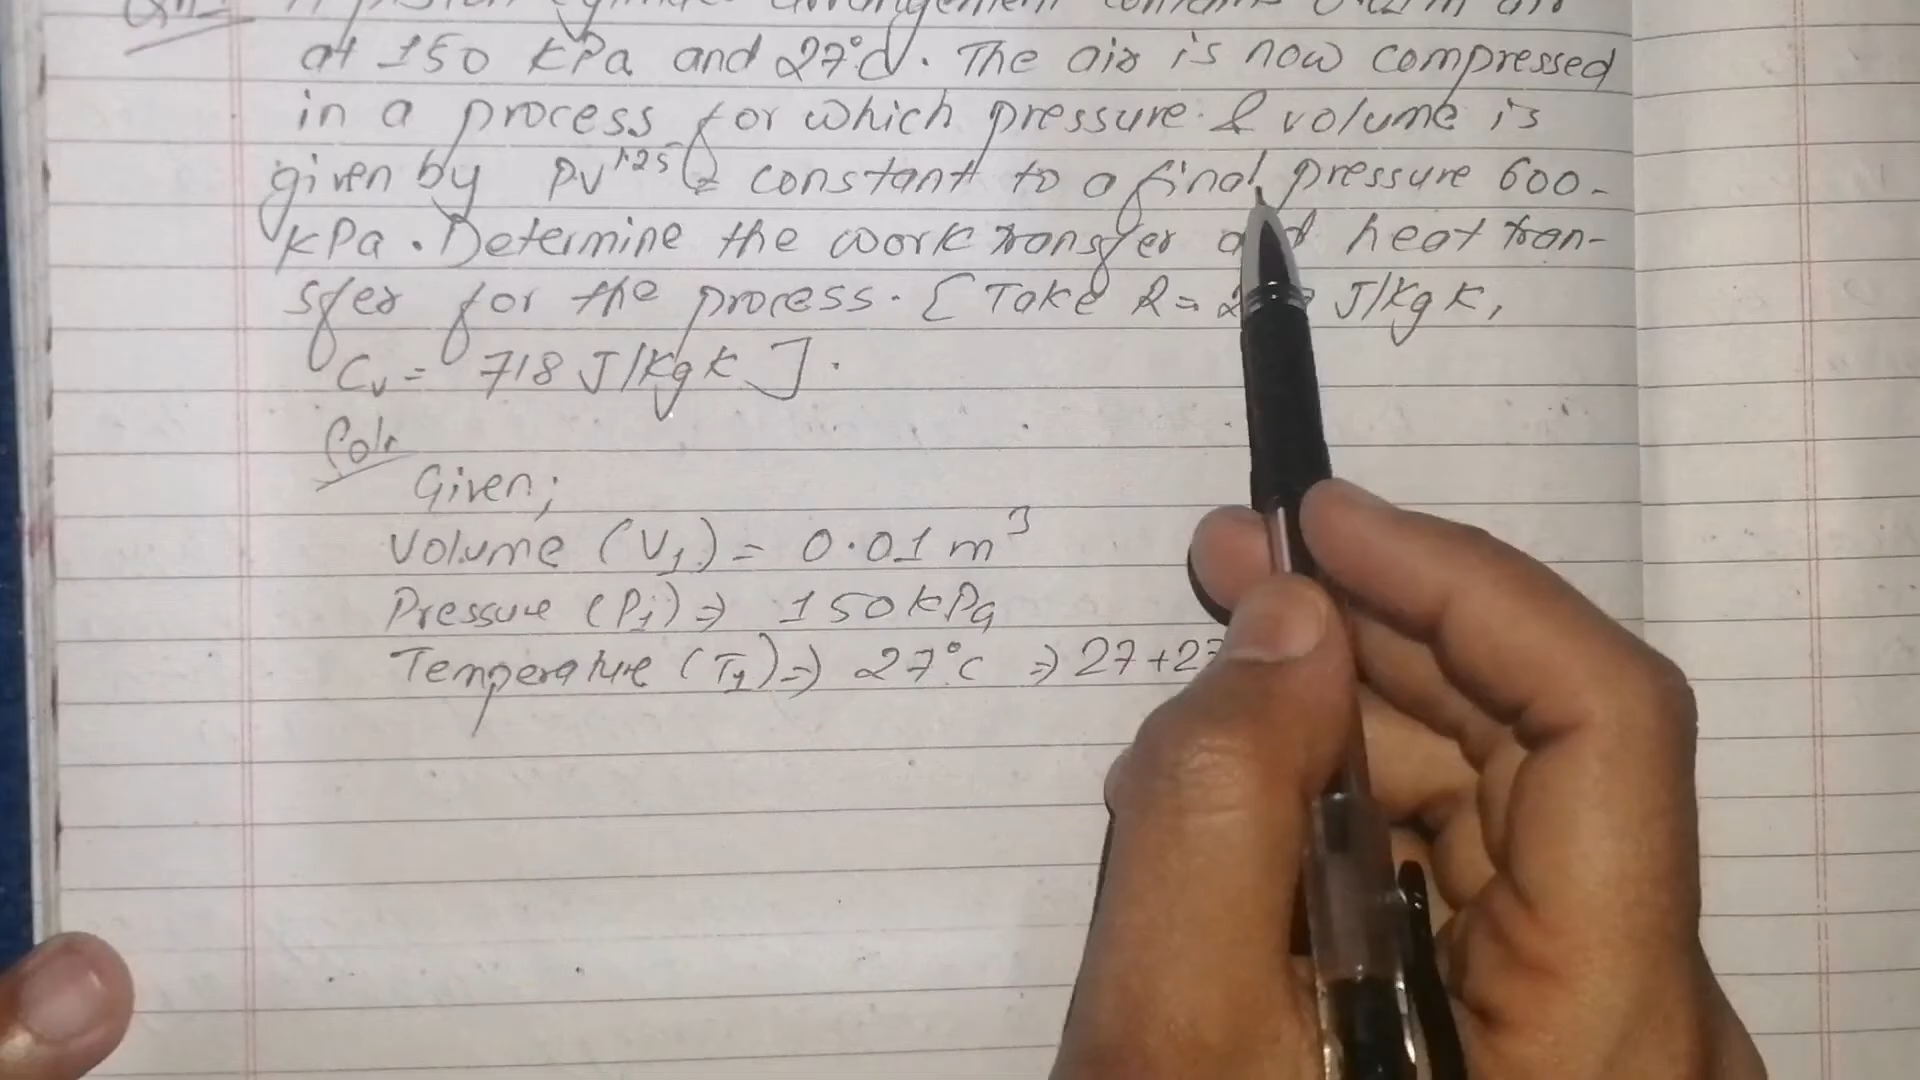 arrangement
at 150 kPa and 27°C. The air is now compressed
in a process for which pressure & volume is
given by PV^1.25 = constant to a final pressure 600-
kPa. Determine the work transfer and heat tran-
sfer for the process. [Take R = J/kg K,
Cv = 718 J/kg K].
Soln
Given;
Volume (V1) = 0.01 m³
Pressure (P1) ⇒ 150 kPa
Temperature (T1) ⇒ 27°C ⇒ 27+27